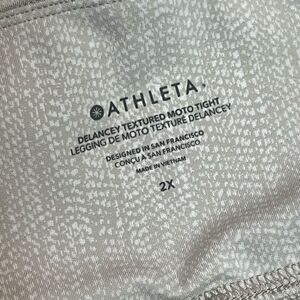 ATHLETA
DELANCEY TEXTURED MOTO TIGHT
LEGGING DE MOTO TEXTURE DELANCEY
DESIGNED IN SAN FRANCISCO
CONÇU A SAN FRANCISCO
MADE IN VIETNAM
2X